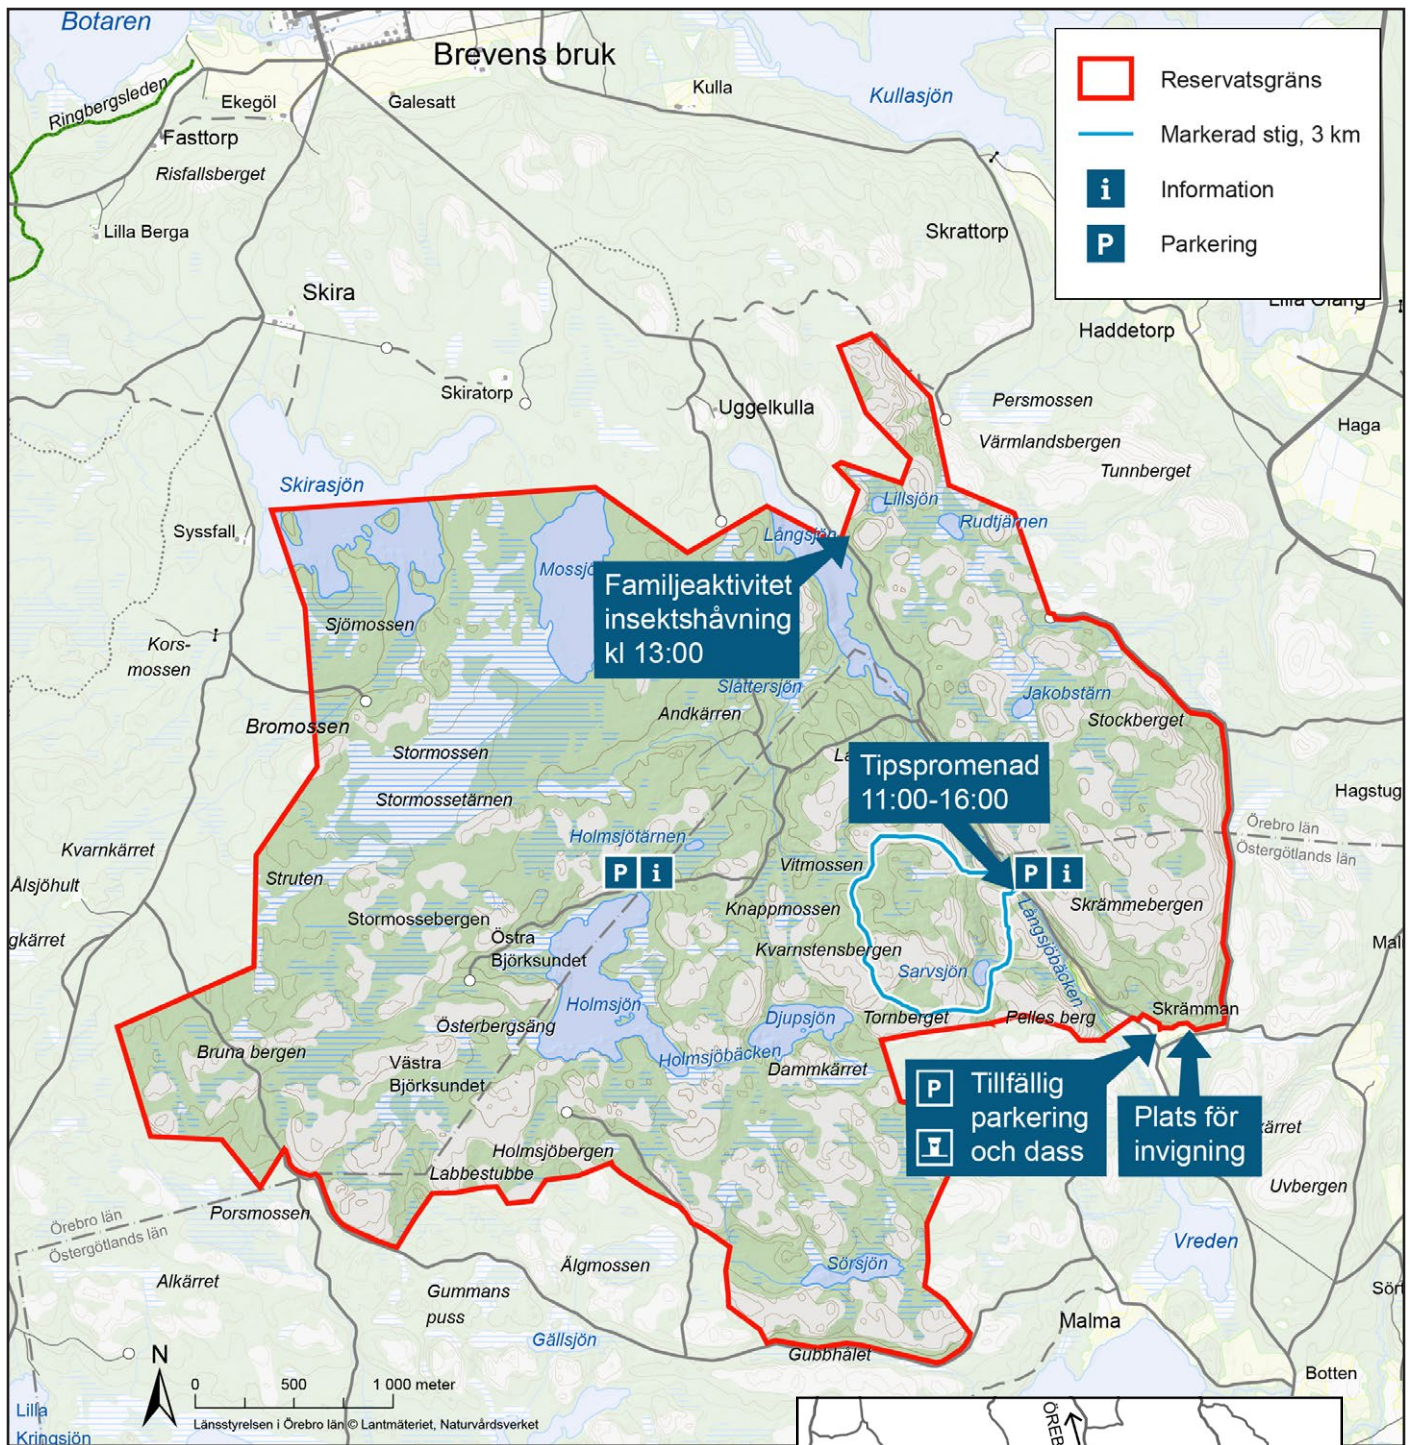 Botaren
Brevens bruk
Ringbergsleden
Ekegöl
Galesatt
Kulla
Kullasjön
Fasttorp
Risfallsberget
Lilla Berga
Skrattorp
Reservatsgräns
Markerad stig, 3 km
i Information
P Parkering
Skira
Haddetorp
Skiratorp
Uggelkulla
Persmossen
Värmlandsbergen
Tunnberget
Haga
Skirasjön
Lillsjön
Rudtjärnen
Syssfall
Långsjön
Familjeaktivitet
insektshåvning
kl 13:00
Sjömossen
Kors-
mossen
Slåttersjön
Jakobstärn
Andkärren
Stockberget
Bromossen
Stormossen
Tipspromenad
11:00-16:00
Stormossetärnen
Hagstug
Örebro län
Östergötlands län
Holmsjötärnen
Kvarnkärret
Vitmossen
P i
P i
Ålsjöhult
Struten
Stormossebergen
Knappmossen
Skrämmebergen
gkärret
Östra
Björksundet
Kvarnstensbergen
Långsjöbäcken
Sarvsjön
Holmsjön
Djupsjön
Tornberget
Pelles berg
Skrämman
Österbergsäng
Bruna bergen
Västra
Björksundet
Holmsjöbäcken
Dammkärret
P Tillfällig
parkering
och dass
Plats för
invigning
kärret
Holmsjöbergen
Labbestubbe
Uvbergen
Porsmossen
Örebro län
Östergötlands län
Vreden
Sörsjön
Älgmossen
Alkärret
Gummans
puss
Gällsjön
Malma
Gubbhålet
Botten
N
0 500 1 000 meter
Länsstyrelsen i Örebro län © Lantmäteriet, Naturvårdsverket
Lilla
Kringsjön
ÖREB